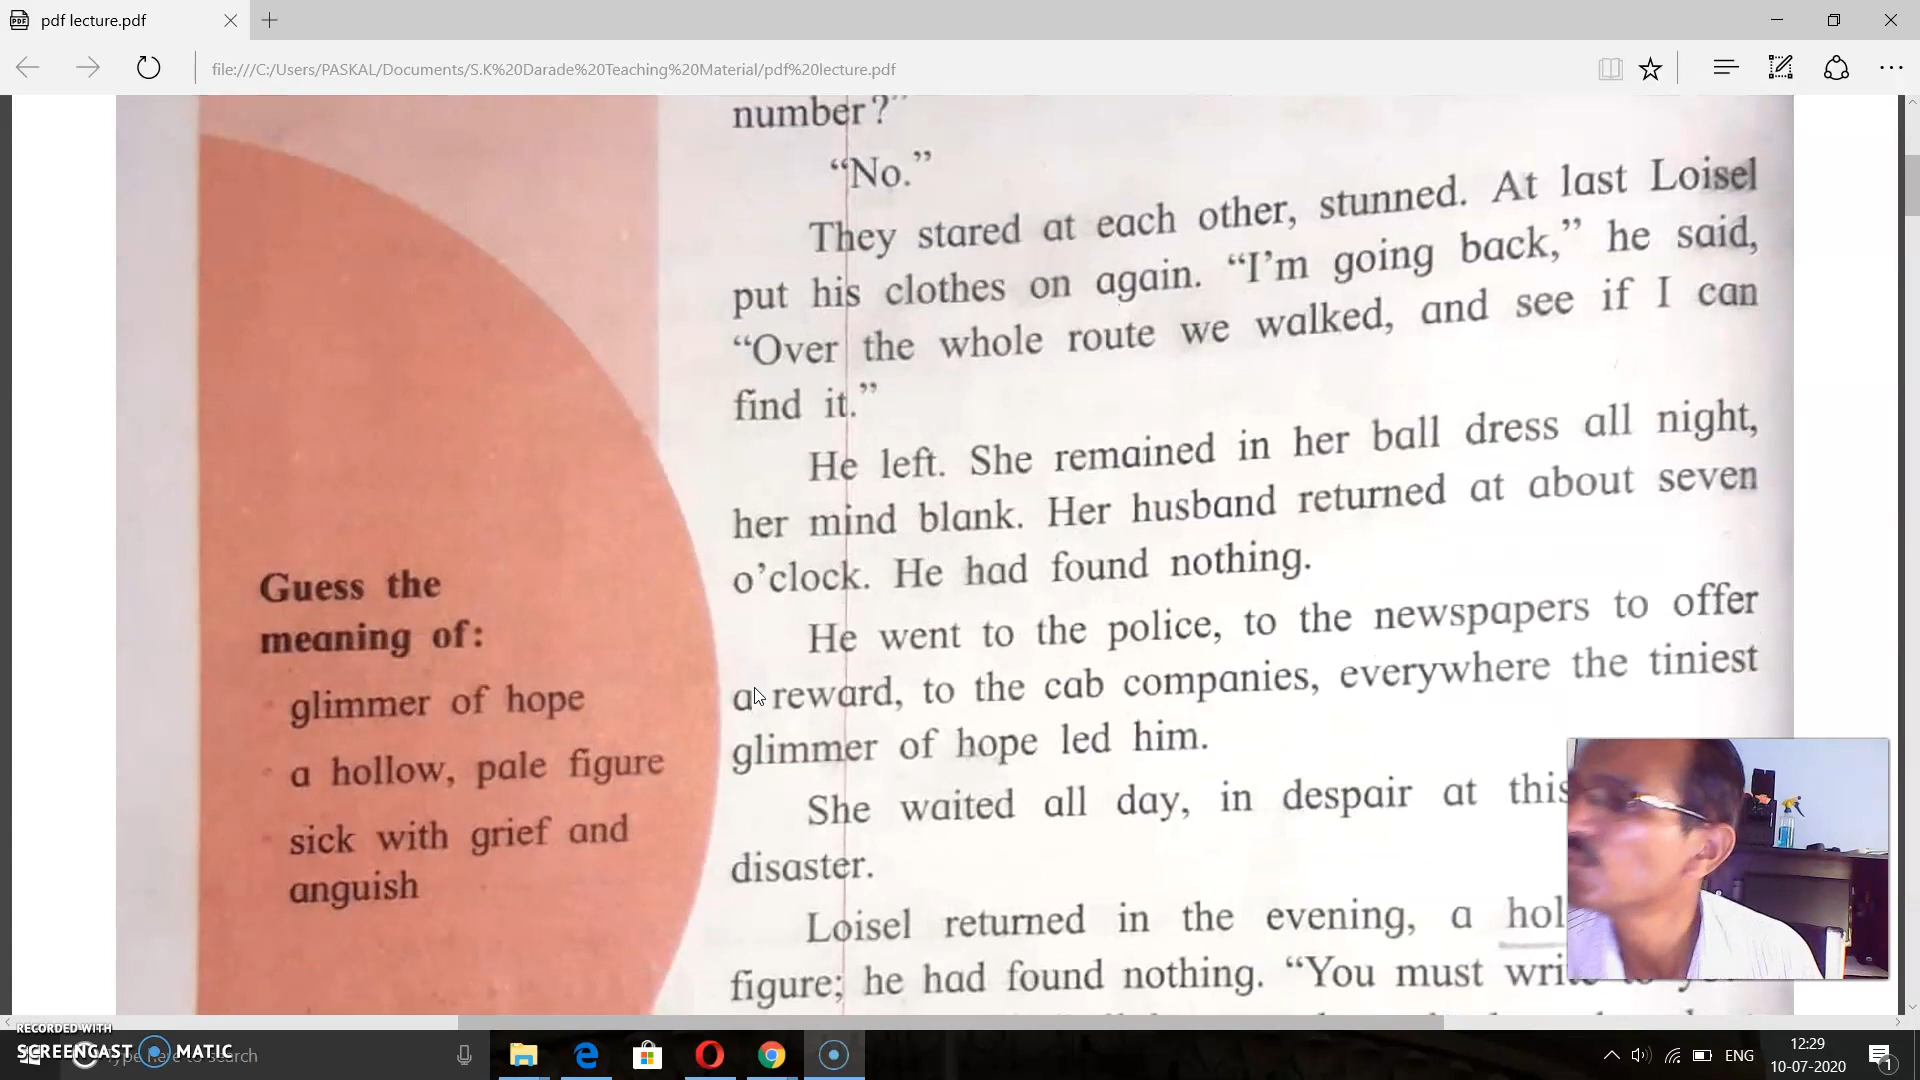 pdf lecture.pdf
file:///C:/Users/PASKAL/Documents/S.K%20Darade%20Teaching%20Material/pdf%20lecture.pdf
number?”
“No.”
They stared at each other, stunned. At last Loisel
put his clothes on again. “I’m going back,” he said,
“Over the whole route we walked, and see if I can
find it.”
He left. She remained in her ball dress all night,
her mind blank. Her husband returned at about seven
o’clock. He had found nothing.
He went to the police, to the newspapers to offer
a reward, to the cab companies, everywhere the tiniest
glimmer of hope led him.
She waited all day, in despair at this
disaster.
Loisel returned in the evening, a hol
figure; he had found nothing. “You must
Guess the
meaning of:
glimmer of hope
a hollow, pale figure
sick with grief and
anguish
RECORDED WITH
SCREENCAST MATIC
Type here to search
ENG
12:29
10-07-2020
1